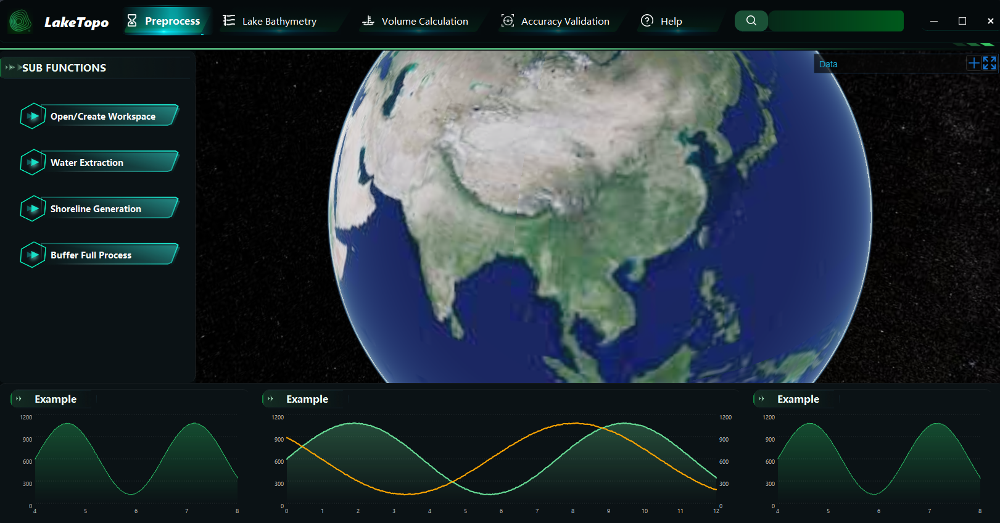 LakeTopo
Preprocess
Lake Bathymetry
Volume Calculation
Accuracy Validation
Help
SUB FUNCTIONS
Data
Open/Create Workspace
Water Extraction
Shoreline Generation
Buffer Full Process
Example
1200
900
600
300
0
4 5 6 7 8
Example
1200
900
600
300
0
1200
900
600
300
0
0 1 2 3 4 5 6 7 8 9 10 11 12
Example
1200
900
600
300
0
4 5 6 7 8